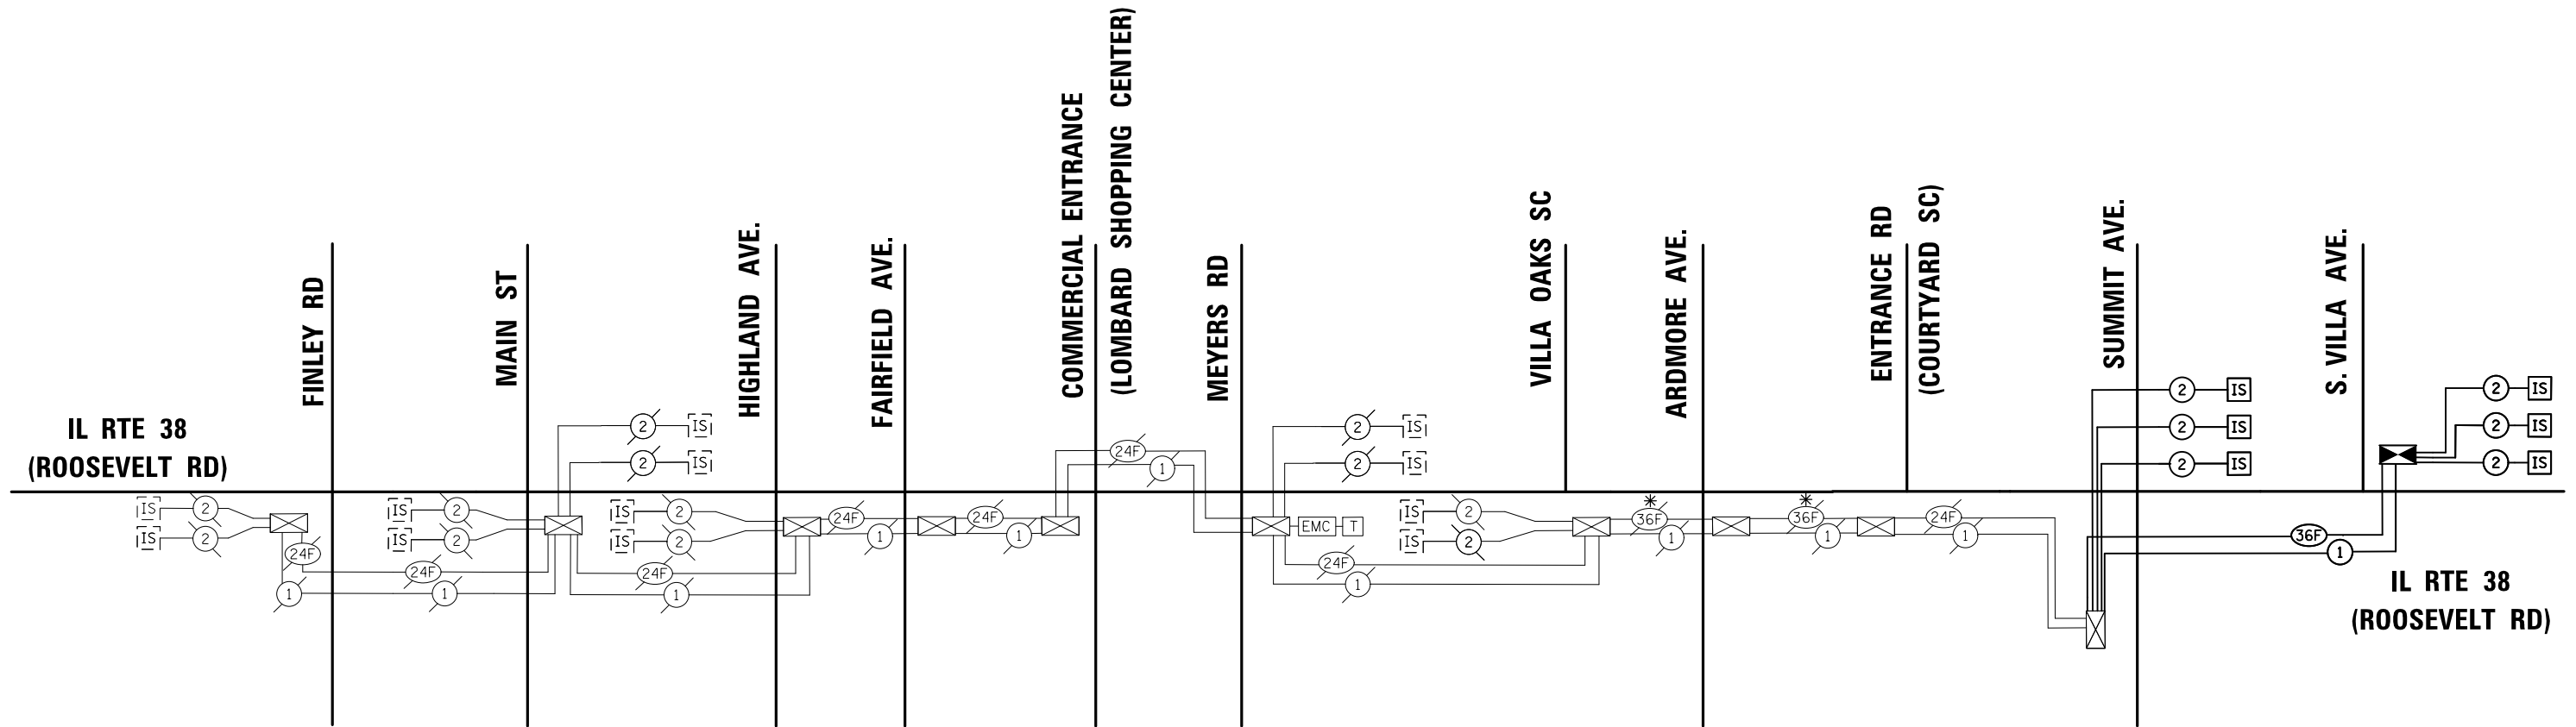 FINLEY RD
MAIN ST
HIGHLAND AVE.
FAIRFIELD AVE.
COMMERCIAL ENTRANCE
(LOMBARD SHOPPING CENTER)
MEYERS RD
VILLA OAKS SC
ARDMORE AVE.
ENTRANCE RD
(COURTYARD SC)
SUMMIT AVE.
S. VILLA AVE.
IL RTE 38
(ROOSEVELT RD)
IS 2
IS 2
24F
1
IS 2
IS 2
2 IS
2 IS
24F
1
IS 2
IS 2
24F
1
24F
1
24F
1
24F
1
2 IS
2 IS
EMC T
24F
1
IS 2
IS 2
*
36F
1
*
36F
1
24F
1
2 IS
2 IS
2 IS
36F
1
2 IS
2 IS
2 IS
IL RTE 38
(ROOSEVELT RD)